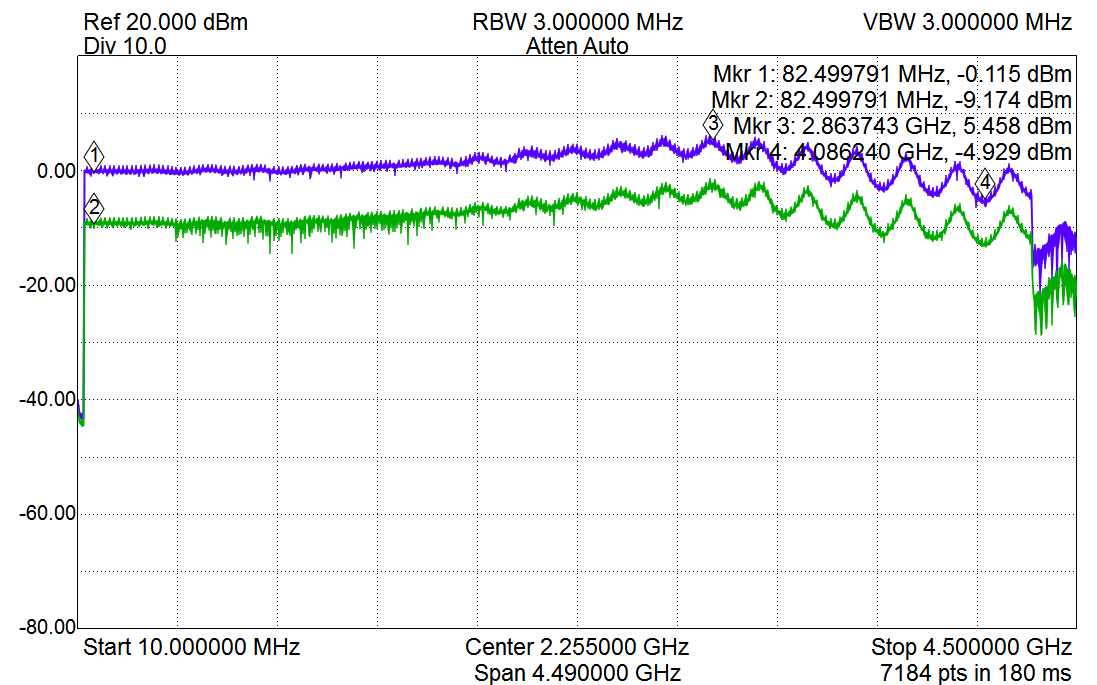 Ref 20.000 dBm RBW 3.000000 MHz VBW 3.000000 MHz
Div 10.0 Atten Auto
Mkr 1: 82.499791 MHz, -0.115 dBm
Mkr 2: 82.499791 MHz, -9.174 dBm
3 Mkr 3: 2.863743 GHz, 5.458 dBm
Mkr 4: 4.086240 GHz, -4.929 dBm
1
0.00
4
2
-20.00
-40.00
-60.00
-80.00
Start 10.000000 MHz Center 2.255000 GHz Stop 4.500000 GHz
Span 4.490000 GHz 7184 pts in 180 ms